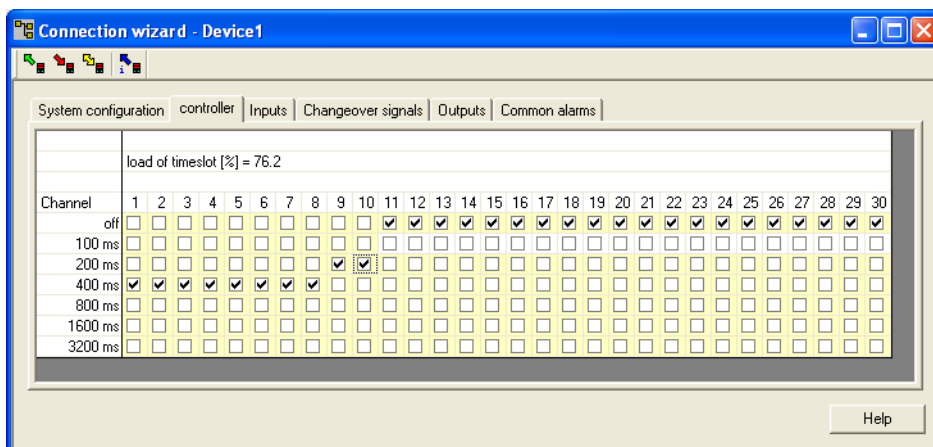 Connection wizard - Device1
System configuration controller Inputs Changeover signals Outputs Common alarms
load of timeslot [%] = 76.2
Channel 1 2 3 4 5 6 7 8 9 10 11 12 13 14 15 16 17 18 19 20 21 22 23 24 25 26 27 28 29 30
off
100 ms
200 ms
400 ms
800 ms
1600 ms
3200 ms
Help